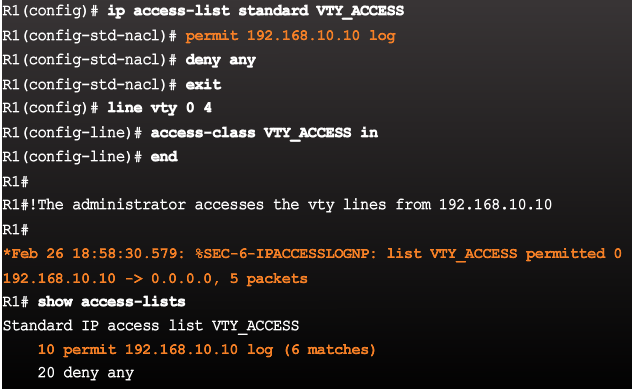 R1(config)# ip access-list standard VTY_ACCESS
R1(config-std-nacl)# permit 192.168.10.10 log
R1(config-std-nacl)# deny any
R1(config-std-nacl)# exit
R1(config)# line vty 0 4
R1(config-line)# access-class VTY_ACCESS in
R1(config-line)# end
R1#
R1#!The administrator accesses the vty lines from 192.168.10.10
R1#
*Feb 26 18:58:30.579: %SEC-6-IPACCESSLOGNP: list VTY_ACCESS permitted 0
192.168.10.10 -> 0.0.0.0, 5 packets
R1# show access-lists
Standard IP access list VTY_ACCESS
10 permit 192.168.10.10 log (6 matches)
20 deny any